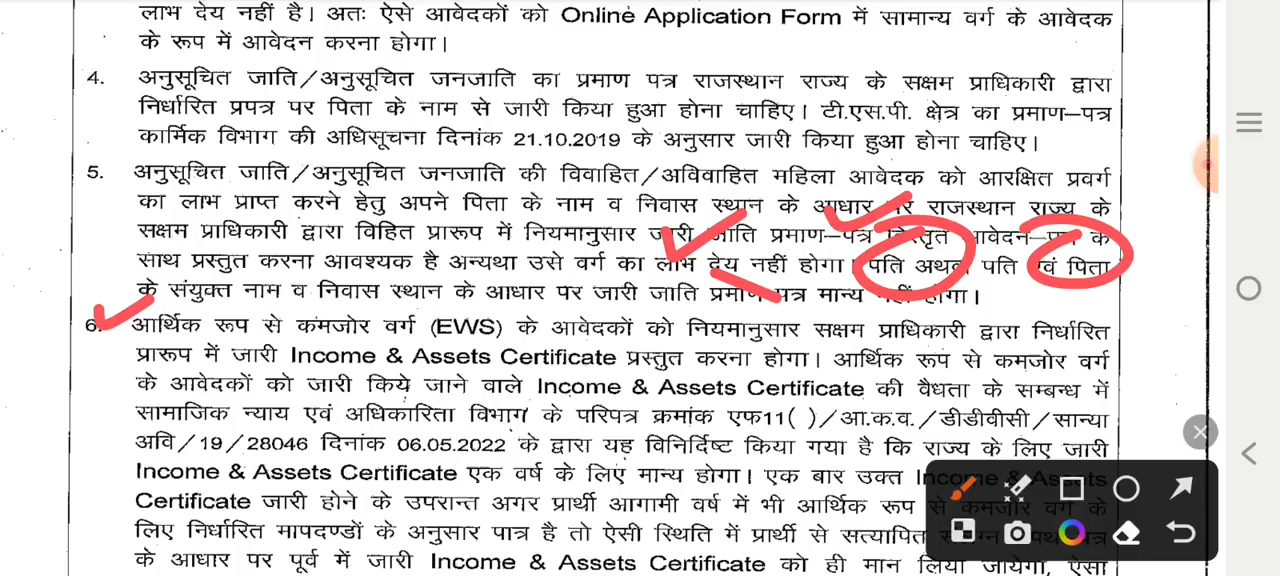 लाभ देय नहीं है। अतः ऐसे आवेदकों को Online Application Form में सामान्य वर्ग के आवेदक
के रूप में आवेदन करना होगा।
4. अनुसूचित जाति/अनुसूचित जनजाति का प्रमाण पत्र राजस्थान राज्य के सक्षम प्राधिकारी द्वारा
निर्धारित प्रपत्र पर पिता के नाम से जारी किया हुआ होना चाहिए। टी.एस.पी. क्षेत्र का प्रमाण–पत्र
कार्मिक विभाग की अधिसूचना दिनांक 21.10.2019 के अनुसार जारी किया हुआ होना चाहिए।
5. अनुसूचित जाति/अनुसूचित जनजाति की विवाहित/अविवाहित महिला आवेदक को आरक्षित प्रवर्ग
का लाभ प्राप्त करने हेतु अपने पिता के नाम व निवास स्थान के आधार पर राजस्थान राज्य के
सक्षम प्राधिकारी द्वारा विहित प्रारूप में नियमानुसार जारी जाति प्रमाण–पत्र विस्तृत आवेदन–पत्र के
साथ प्रस्तुत करना आवश्यक है अन्यथा उसे वर्ग का लाभ देय नहीं होगा। पति अथवा पति एवं पिता
के संयुक्त नाम व निवास स्थान के आधार पर जारी जाति प्रमाण पत्र मान्य नहीं होगा।
6. आर्थिक रूप से कमजोर वर्ग (EWS) के आवेदकों को नियमानुसार सक्षम प्राधिकारी द्वारा निर्धारित
प्रारूप में जारी Income & Assets Certificate प्रस्तुत करना होगा। आर्थिक रूप से कमजोर वर्ग
के आवेदकों को जारी किये जाने वाले Income & Assets Certificate की वैधता के सम्बन्ध में
सामाजिक न्याय एवं अधिकारिता विभाग के परिपत्र क्रमांक एफ11( )/आ.क.व./डीडीवीसी/सान्या
अवि/19/28046 दिनांक 06.05.2022 के द्वारा यह विनिर्दिष्ट किया गया है कि राज्य के लिए जारी
Income & Assets Certificate एक वर्ष के लिए मान्य होगा। एक बार उक्त Income & Assets
Certificate जारी होने के उपरान्त अगर प्रार्थी आगामी वर्ष में भी आर्थिक रूप से कमजोर वर्ग के
लिए निर्धारित मापदण्डों के अनुसार पात्र है तो ऐसी स्थिति में प्रार्थी से सत्यापित
के आधार पर पूर्व में जारी Income & Assets Certificate को ही मान लिया जायेगा, ऐसा